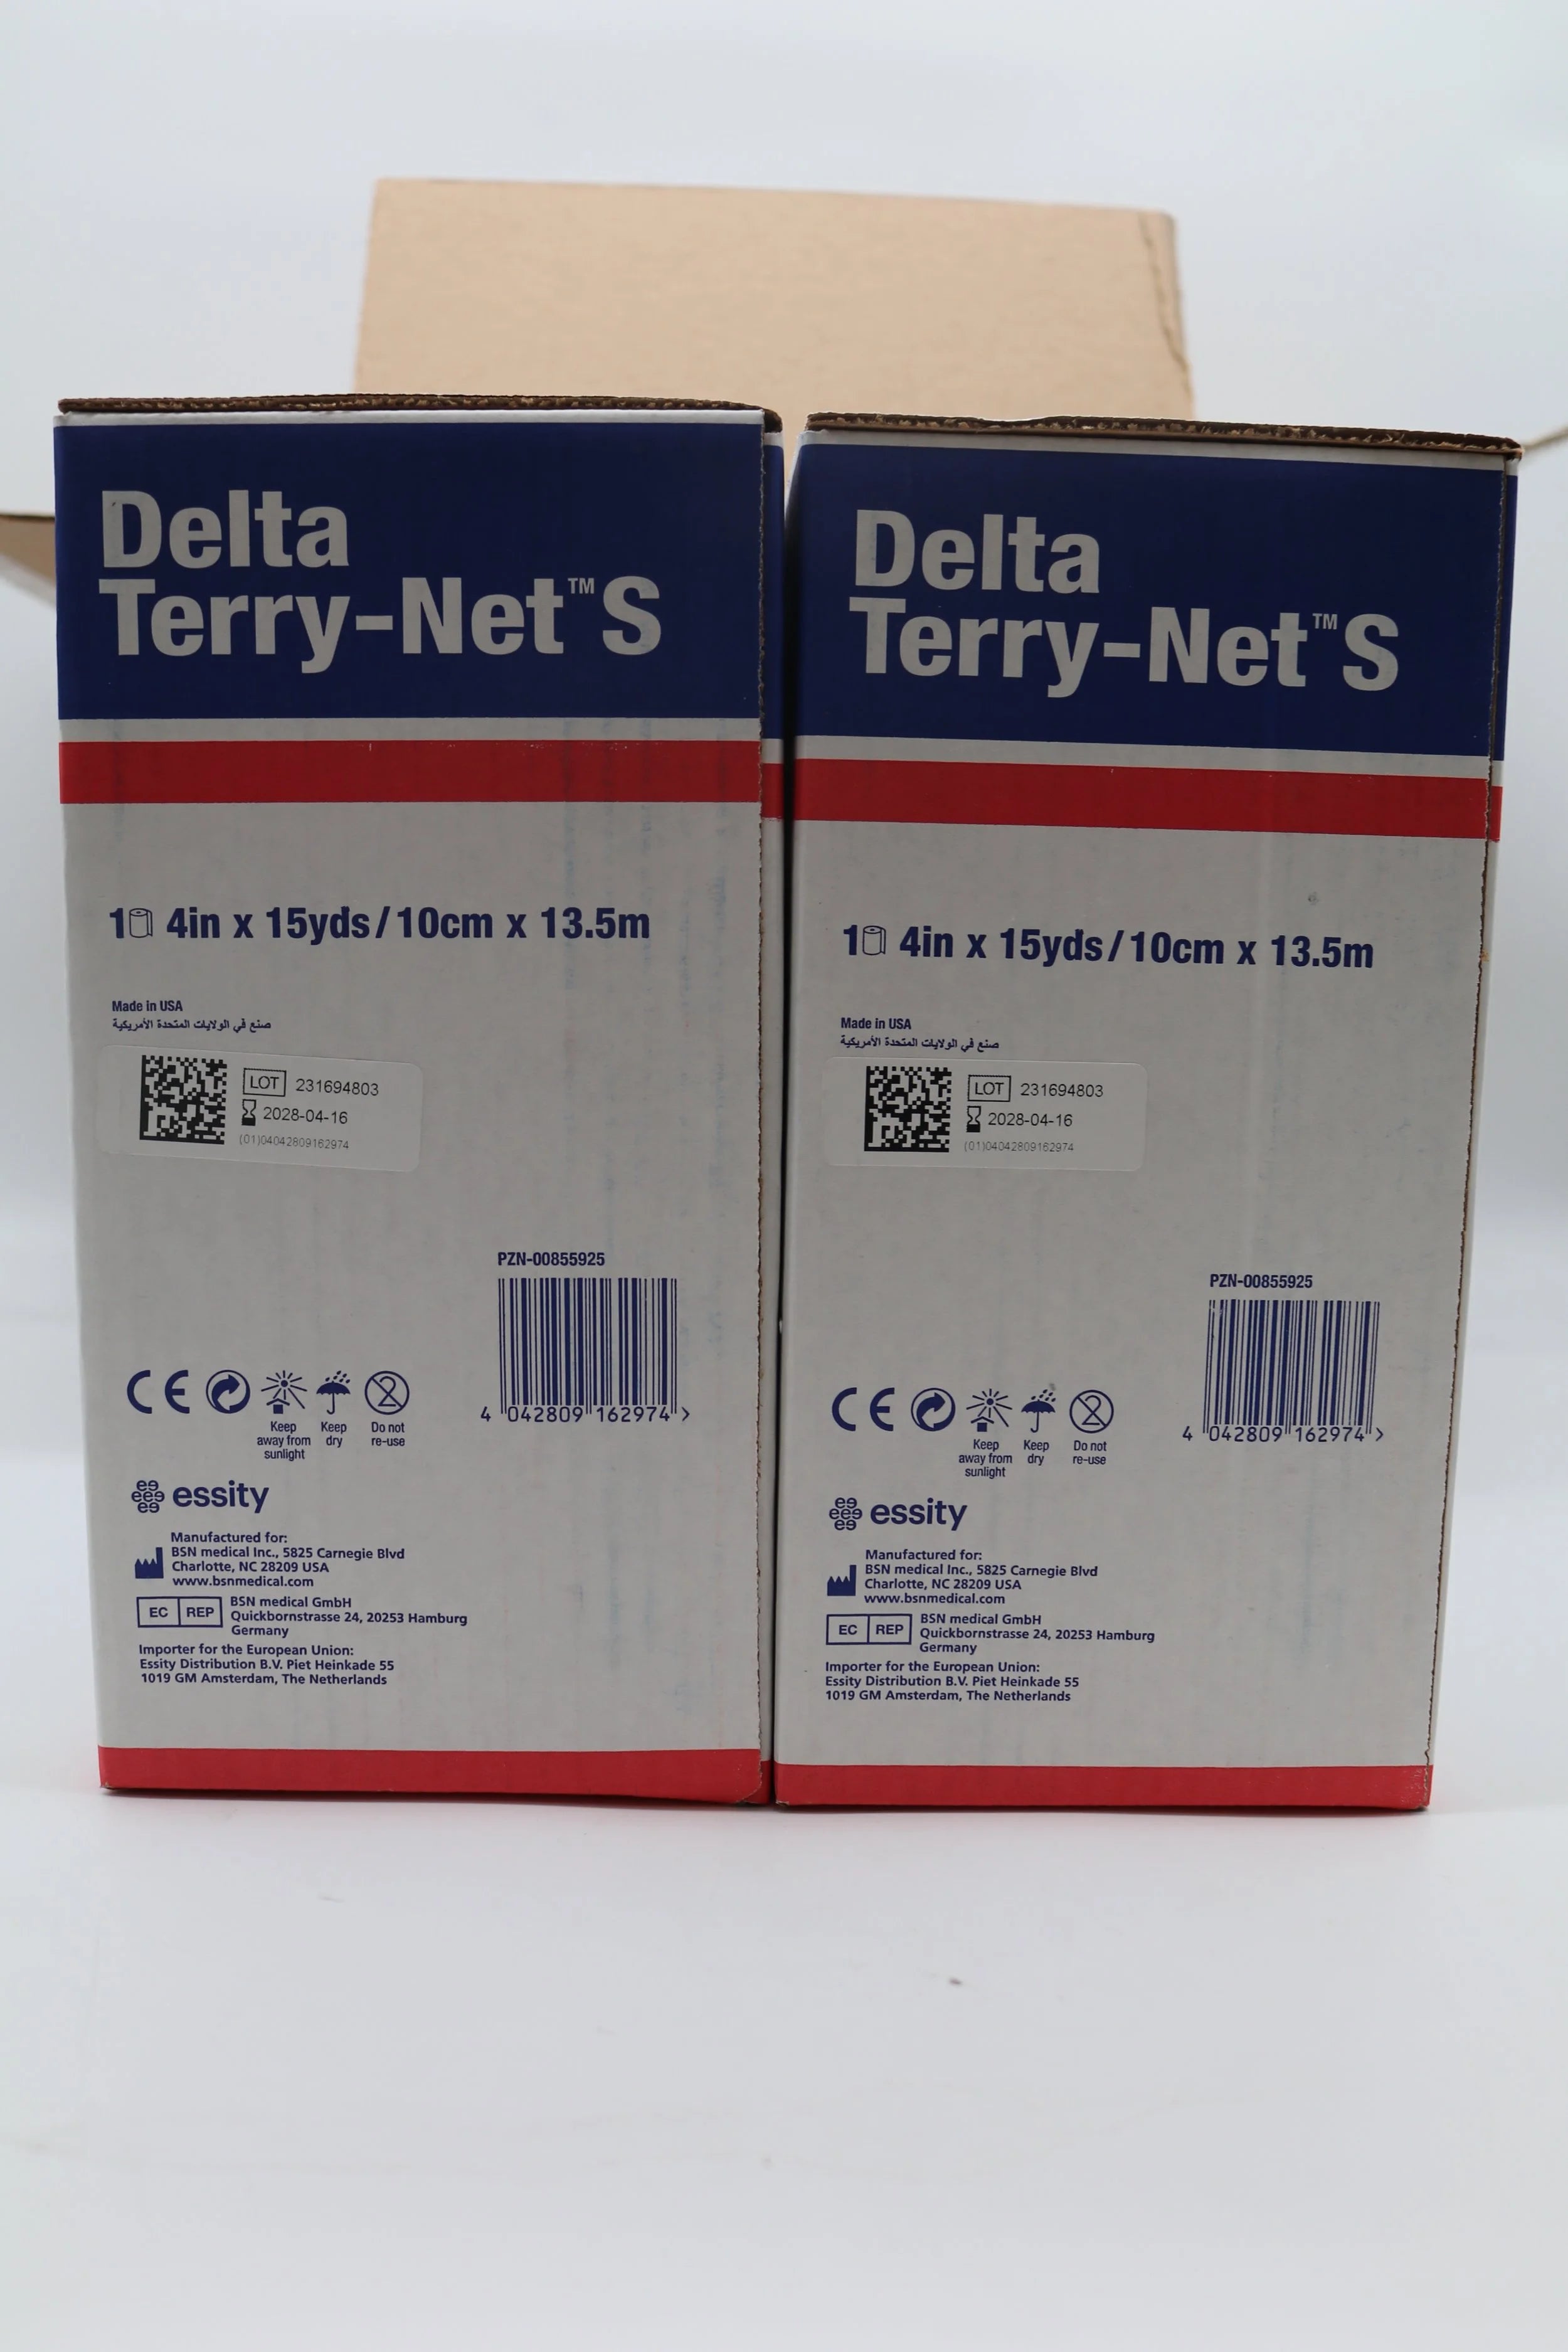 Delta
Terry-Net™ S
1 4in x 15yds/10cm x 13.5m
Made in USA
صنع في الولايات المتحدة الأمريكية
LOT 231694803
2028-04-16
(01)04042809162974
PZN-00855925
4 042809 162974 >
CE
Keep away from sunlight
Keep dry
Do not re-use
essity
Manufactured for:
BSN medical Inc., 5825 Carnegie Blvd
Charlotte, NC 28209 USA
www.bsnmedical.com
EC REP
BSN medical GmbH
Quickbornstrasse 24, 20253 Hamburg
Germany
Importer for the European Union:
Essity Distribution B.V. Piet Heinkade 55
1019 GM Amsterdam, The Netherlands
Delta
Terry-Net™ S
1 4in x 15yds/10cm x 13.5m
Made in USA
صنع في الولايات المتحدة الأمريكية
LOT 231694803
2028-04-16
(01)04042809162974
PZN-00855925
4 042809 162974 >
CE
Keep away from sunlight
Keep dry
Do not re-use
essity
Manufactured for:
BSN medical Inc., 5825 Carnegie Blvd
Charlotte, NC 28209 USA
www.bsnmedical.com
EC REP
BSN medical GmbH
Quickbornstrasse 24, 20253 Hamburg
Germany
Importer for the European Union:
Essity Distribution B.V. Piet Heinkade 55
1019 GM Amsterdam, The Netherlands